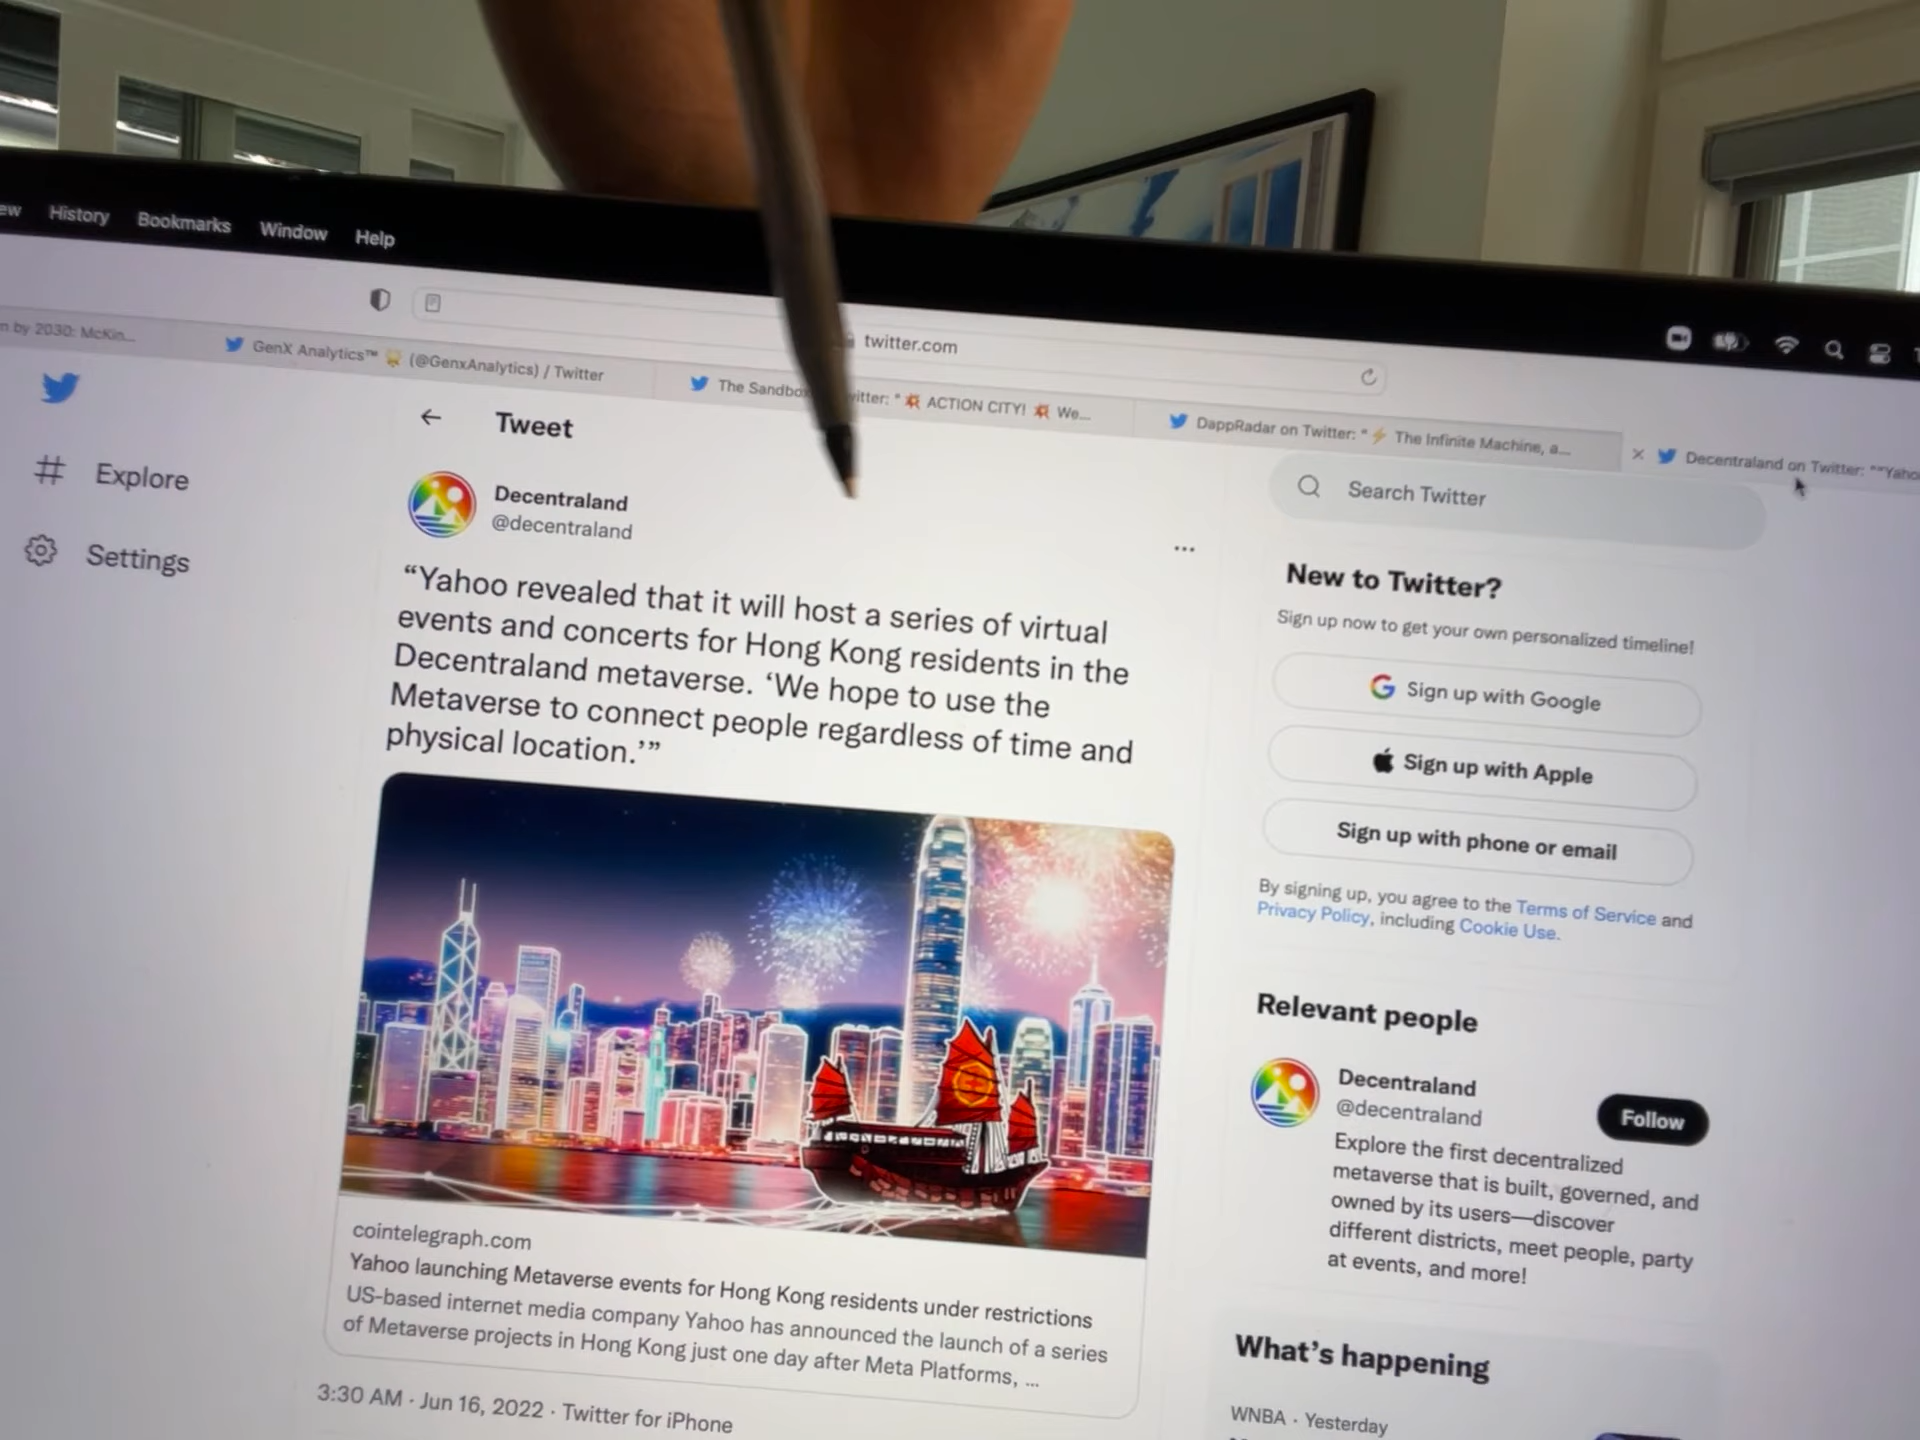 History Bookmarks Window Help
twitter.com
n by 2030: McKin...
GenX Analytics™ (@GenxAnalytics) / Twitter
The Sandbo itter: "💥 ACTION CITY! 💥 We...
DappRadar on Twitter: "⚡ The Infinite Machine, a...
Decentraland on Twitter: "“Yaho
Explore
Settings
Tweet
Decentraland
@decentraland
“Yahoo revealed that it will host a series of virtual
events and concerts for Hong Kong residents in the
Decentraland metaverse. ‘We hope to use the
Metaverse to connect people regardless of time and
physical location.’”
cointelegraph.com
Yahoo launching Metaverse events for Hong Kong residents under restrictions
US-based internet media company Yahoo has announced the launch of a series
of Metaverse projects in Hong Kong just one day after Meta Platforms, ...
3:30 AM · Jun 16, 2022 · Twitter for iPhone
Search Twitter
New to Twitter?
Sign up now to get your own personalized timeline!
Sign up with Google
Sign up with Apple
Sign up with phone or email
By signing up, you agree to the Terms of Service and
Privacy Policy, including Cookie Use.
Relevant people
Decentraland
@decentraland
Follow
Explore the first decentralized
metaverse that is built, governed, and
owned by its users—discover
different districts, meet people, party
at events, and more!
What’s happening
WNBA · Yesterday